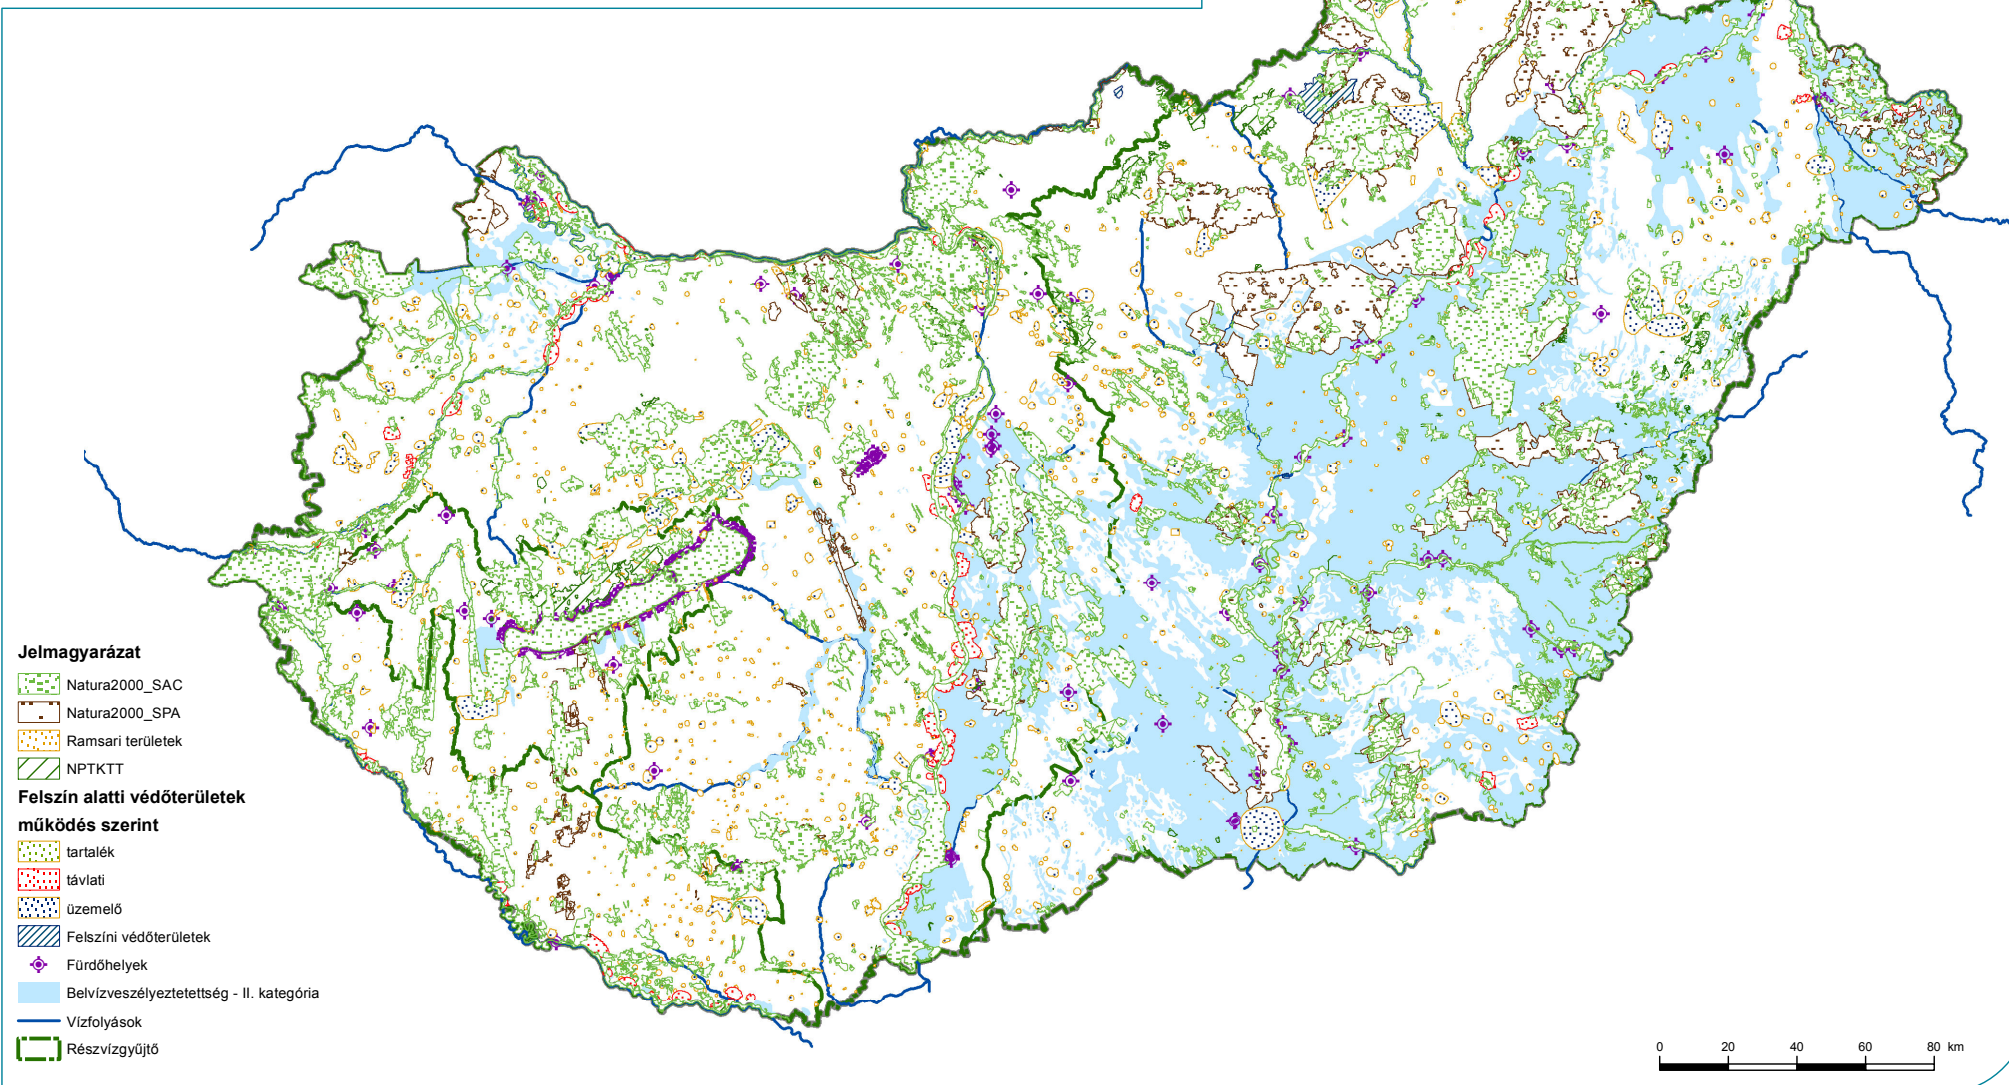 Jelmagyarázat
Natura2000_SAC
Natura2000_SPA
Ramsari területek
NPTKTT
Felszín alatti védőterületek
működés szerint
tartalék
távlati
üzemelő
Felszíni védőterületek
Fürdőhelyek
Belvízveszélyeztetettség - II. kategória
Vízfolyások
Részvízgyűjtő
0 20 40 60 80 km